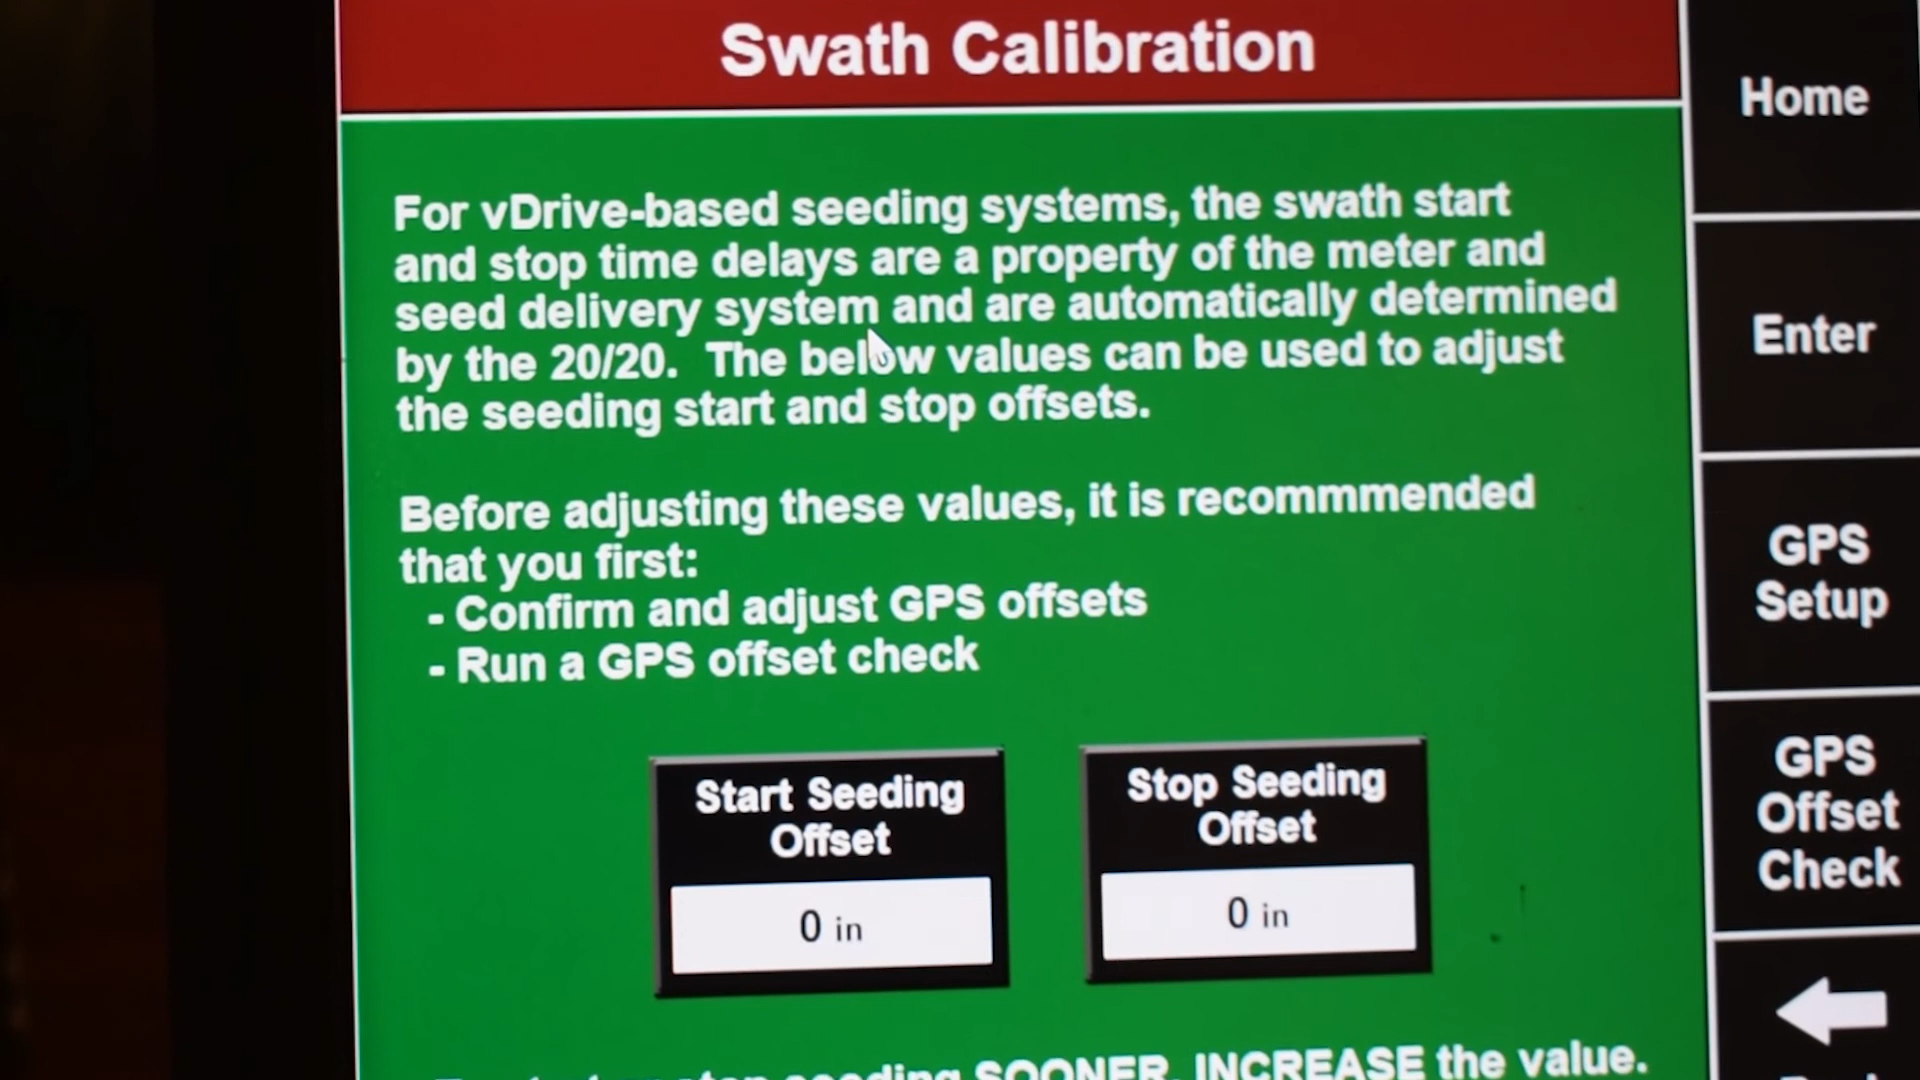 Swath Calibration
For vDrive-based seeding systems, the swath start
and stop time delays are a property of the meter and
seed delivery system and are automatically determined
by the 20/20. The below values can be used to adjust
the seeding start and stop offsets.
Before adjusting these values, it is recommmended
that you first:
- Confirm and adjust GPS offsets
- Run a GPS offset check
Start Seeding
Offset
0 in
Stop Seeding
Offset
0 in
seeding SOONER, INCREASE the value.
Home
Enter
GPS
Setup
GPS
Offset
Check